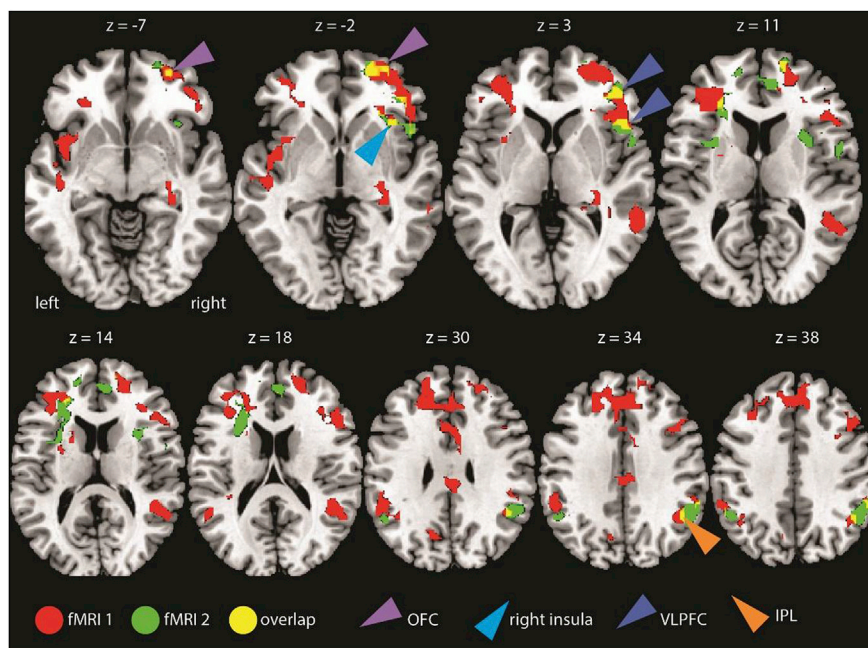 z = -7 z = -2 z = 3 z = 11
left right
z = 14 z = 18 z = 30 z = 34 z = 38
fMRI 1 fMRI 2 overlap OFC right insula VLPFC IPL